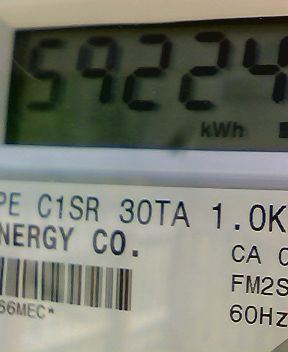 59224
kWh
PE C1SR 30TA 1.0K
NERGY CO.
CA
FM2S
66MEC*
60Hz